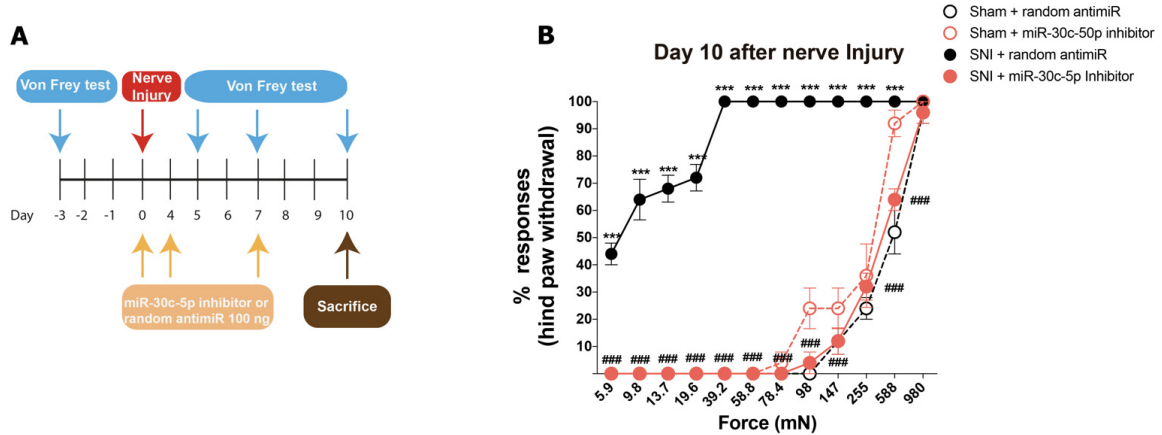 A
Von Frey test
Nerve
Injury
Von Frey test
Day
-3 -2 -1 0 4 5 6 7 8 9 10
miR-30c-5p inhibitor or
random antimiR 100 ng
Sacrifice
B
Sham + random antimiR
Sham + miR-30c-50p inhibitor
SNI + random antimiR
SNI + miR-30c-5p Inhibitor
Day 10 after nerve Injury
% responses
(hind paw withdrawal)
100
90
80
70
60
50
40
30
20
10
*** *** *** *** *** *** *** *** *** ***
### ### ### ### ### ### ### ### ### ### ###
5.9 9.8 13.7 19.6 39.2 58.8 78.4 98 147 255 588 980
Force (mN)